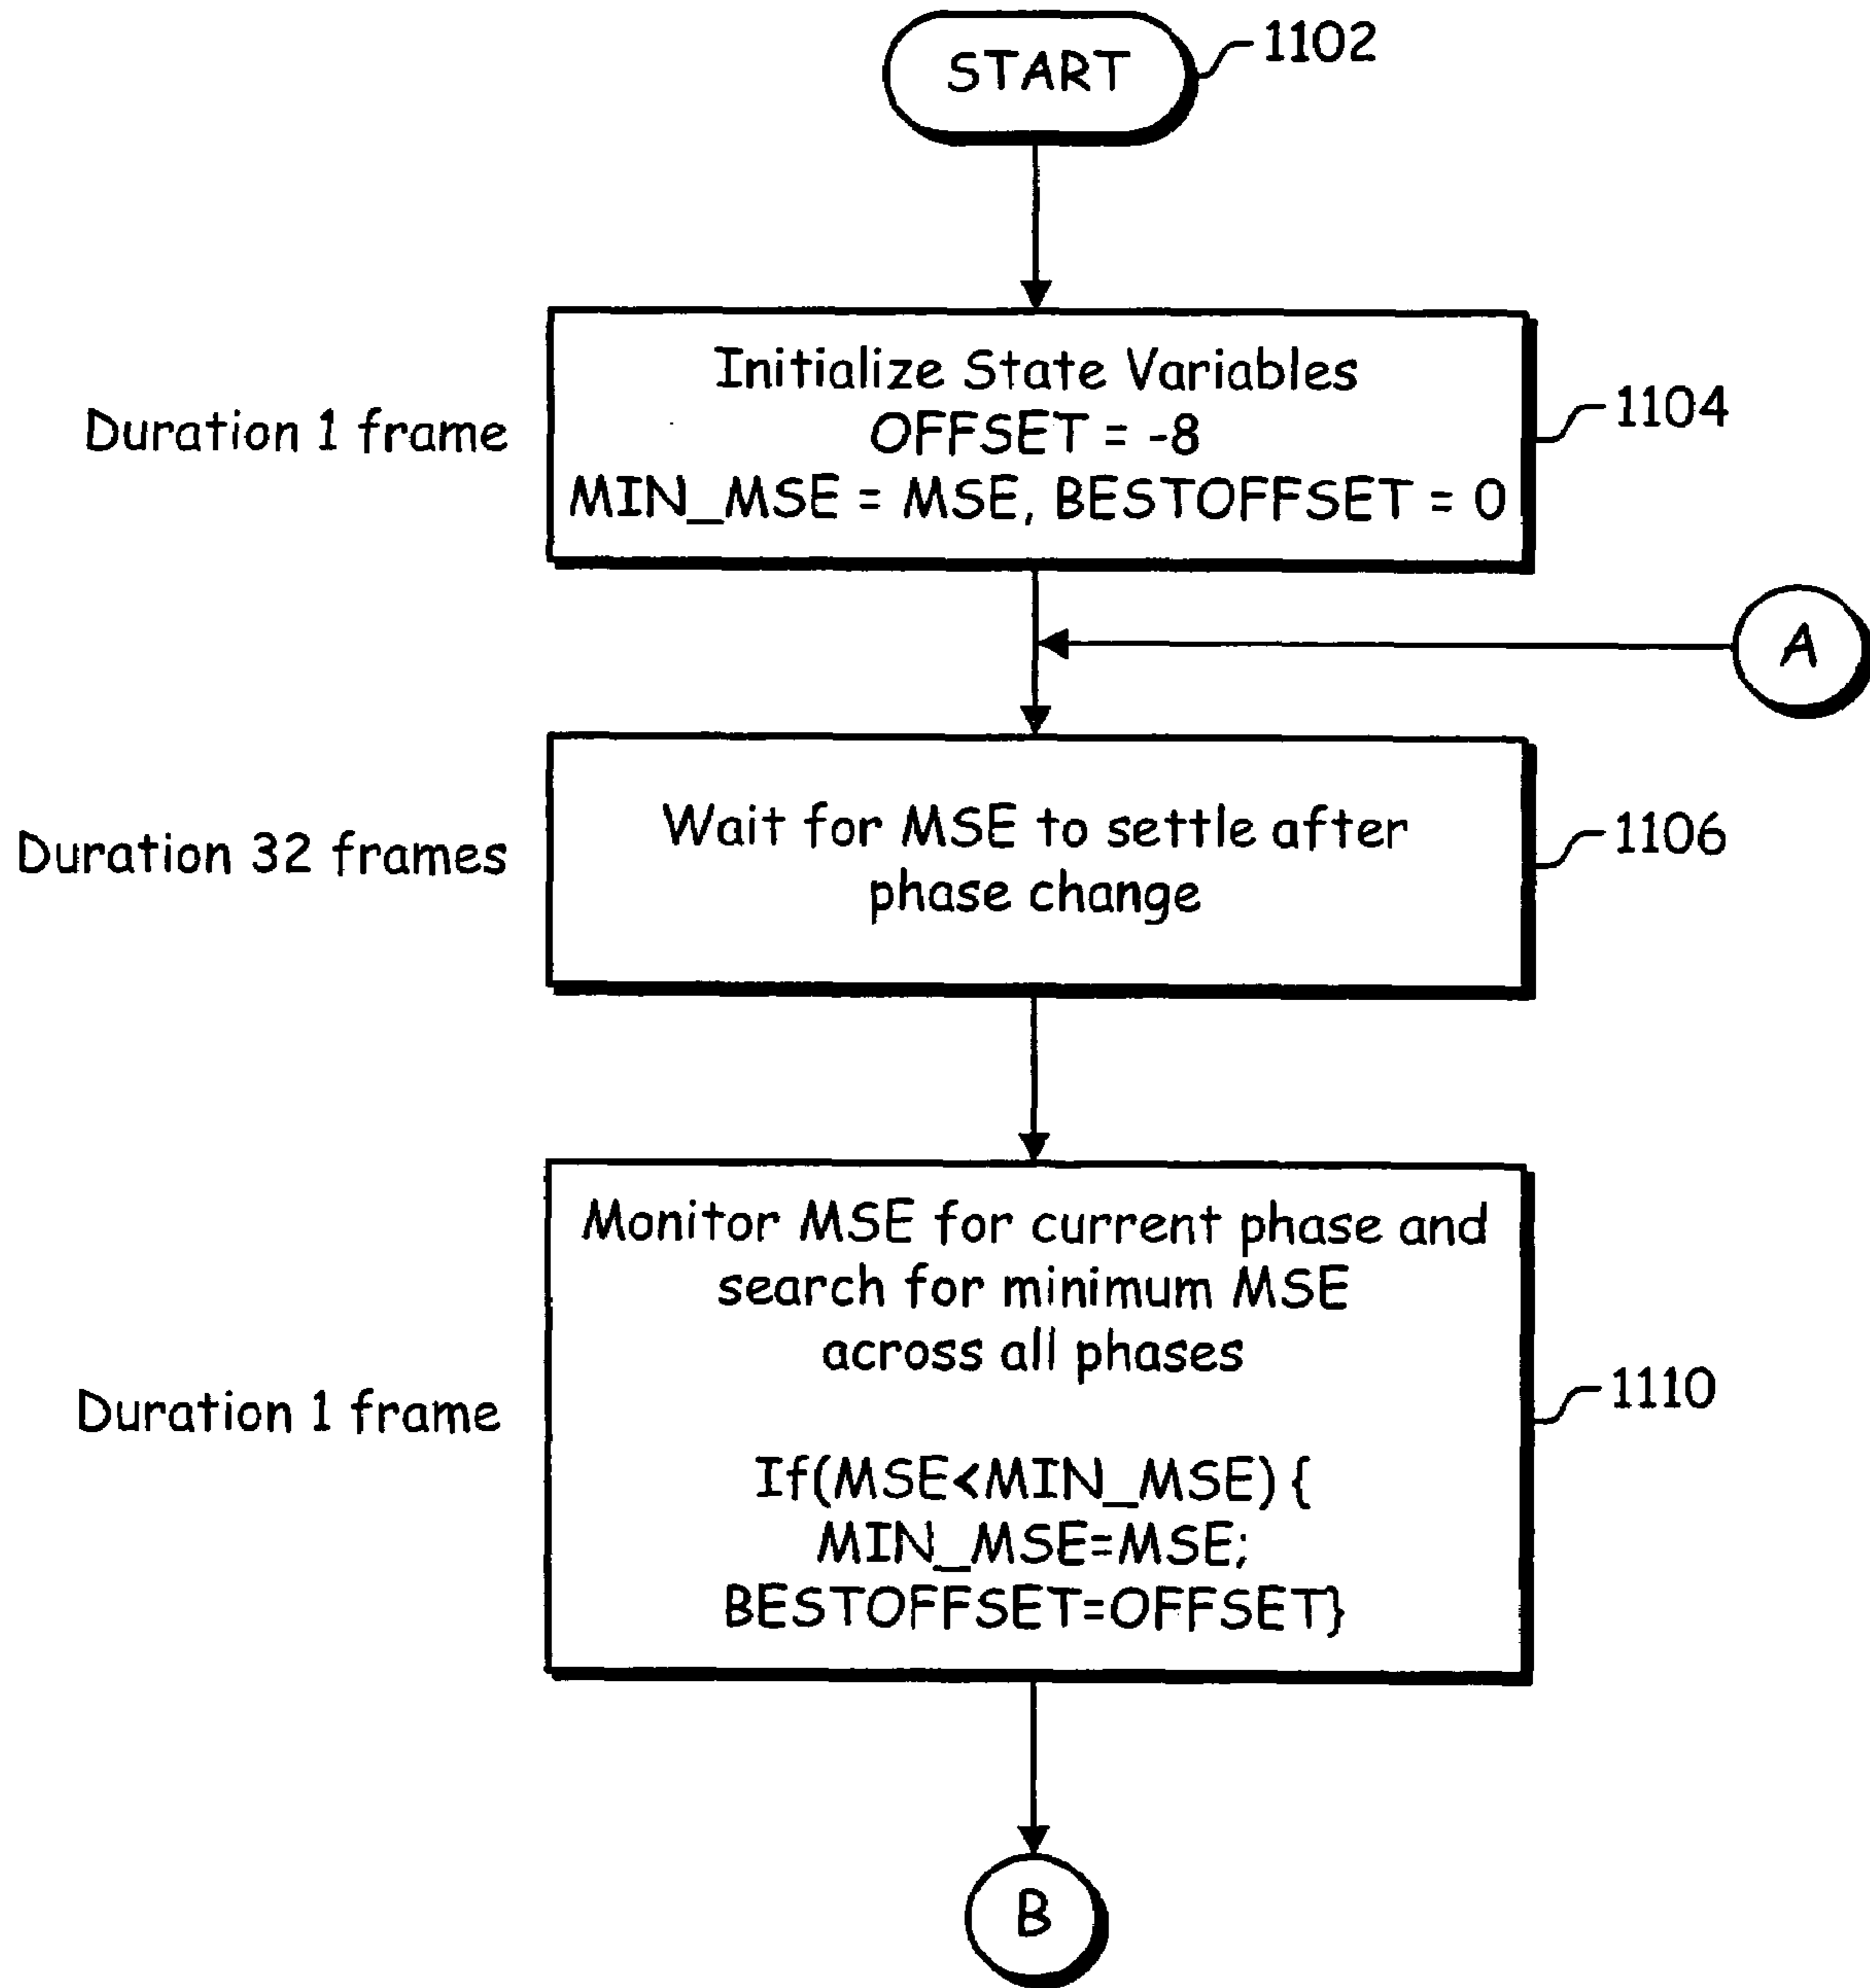 START
1102
Duration 1 frame
Initialize State Variables
OFFSET = -8
MIN_MSE = MSE, BESTOFFSET = 0
1104
A
Duration 32 frames
Wait for MSE to settle after
phase change
1106
Duration 1 frame
Monitor MSE for current phase and
search for minimum MSE
across all phases
If(MSE<MIN_MSE) {
MIN_MSE=MSE;
BESTOFFSET=OFFSET}
1110
B